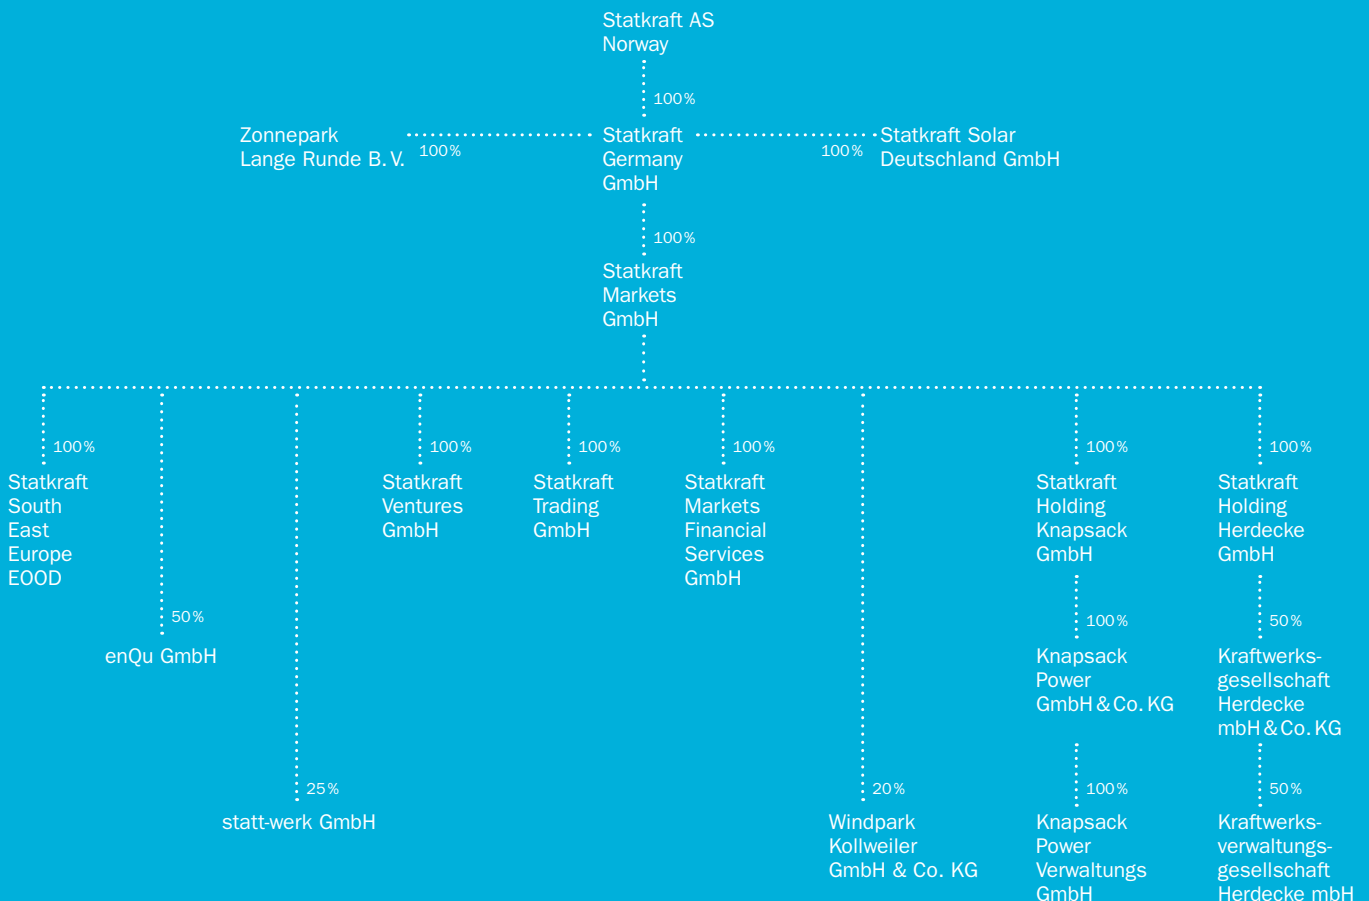 Statkraft AS
Norway
100%
Zonnepark
Lange Runde B. V.
100%
Statkraft
Germany
GmbH
100%
Statkraft Solar
Deutschland GmbH
100%
Statkraft
Markets
GmbH
100%
Statkraft
South
East
Europe
EOOD
50%
enQu GmbH
25%
statt-werk GmbH
100%
Statkraft
Ventures
GmbH
100%
Statkraft
Trading
GmbH
100%
Statkraft
Markets
Financial
Services
GmbH
20%
Windpark
Kollweiler
GmbH & Co. KG
100%
Statkraft
Holding
Knapsack
GmbH
100%
Knapsack
Power
GmbH & Co. KG
100%
Knapsack
Power
Verwaltungs
GmbH
100%
Statkraft
Holding
Herdecke
GmbH
50%
Kraftwerks-
gesellschaft
Herdecke
mbH & Co. KG
50%
Kraftwerks-
verwaltungs-
gesellschaft
Herdecke mbH